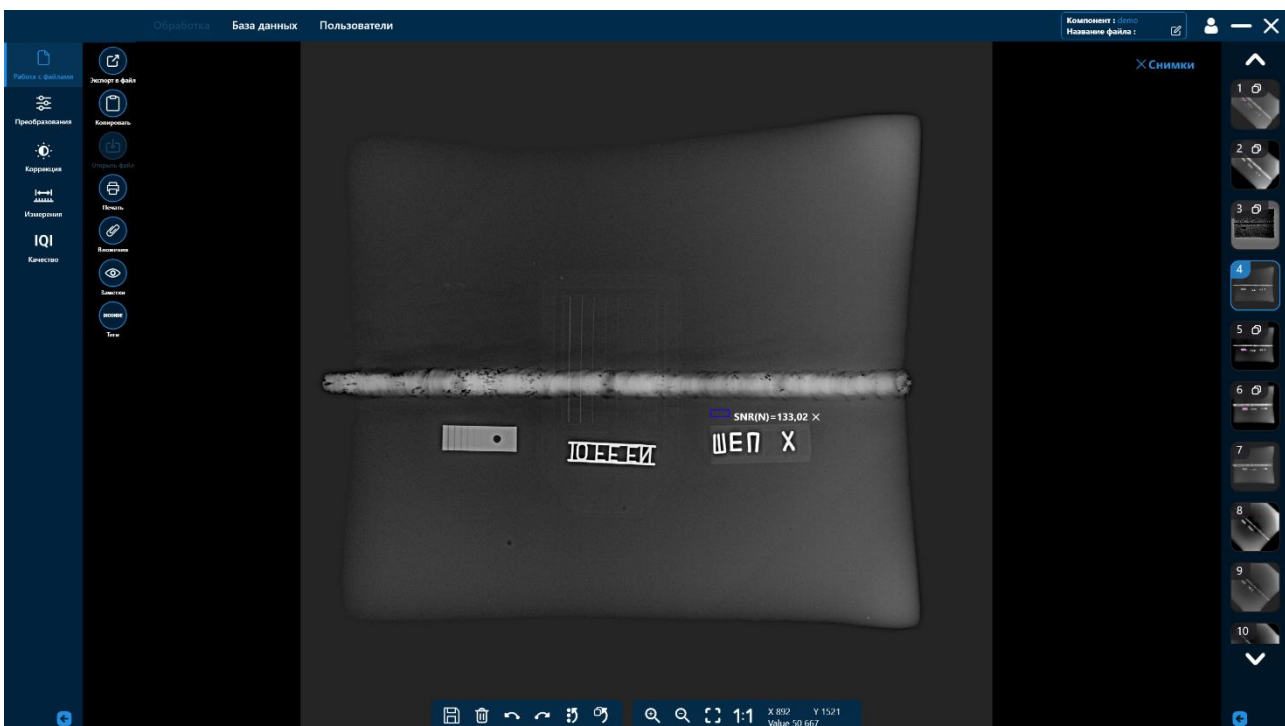 Обработка База данных Пользователи
Компонент : demo
Название файла :
Работа с файлами
Преобразования
Коррекция
Измерения
IQI
Качество
Экспорт в файл
Копировать
Открыть файл
Печать
Вложения
Заметки
Теги
Снимки
SNR(N)=133,02
ЮЕЕЕИ
ШЕП Х
1
2
3
4
5
6
7
8
9
10
1:1
X 892 Y 1521
Value 50 667